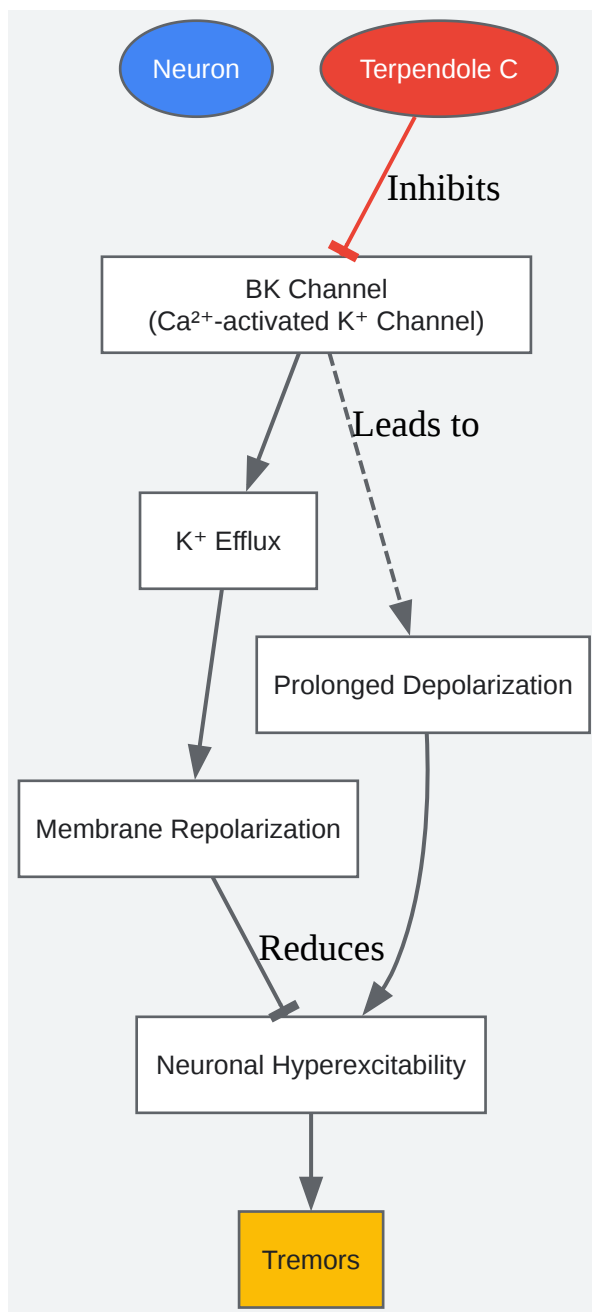 Neuron
Terpendole C
Inhibits
BK Channel
(Ca²⁺-activated K⁺ Channel)
Leads to
K⁺ Efflux
Prolonged Depolarization
Membrane Repolarization
Reduces
Neuronal Hyperexcitability
Tremors